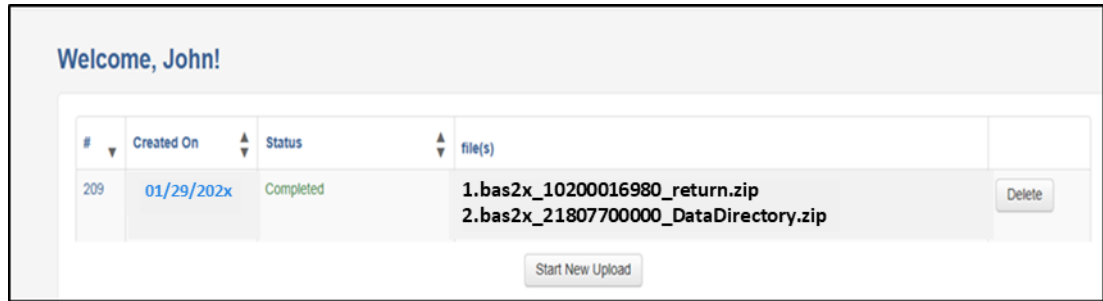 Welcome, John!
# Created On Status file(s)
209 01/29/202x Completed 1.bas2x_10200016980_return.zip
2.bas2x_21807700000_DataDirectory.zip
Delete
Start New Upload